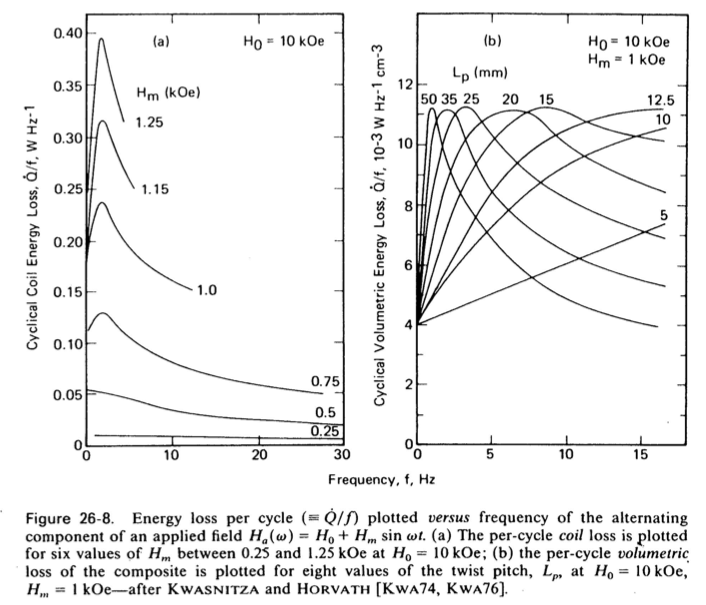 (a)
H₀ = 10 kOe
Hm (kOe)
1.25
1.15
1.0
0.75
0.5
0.25
0.40
0.35
0.30
0.25
0.20
0.15
0.10
0.05
0
0 10 20 30
Cyclical Coil Energy Loss, Q̇/f, W Hz⁻¹
(b)
H₀ = 10 kOe
Hm = 1 kOe
Lp (mm)
50 35 25 20 15 12.5
10
5
12
10
8
6
4
2
0
0 5 10 15
Cyclical Volumetric Energy Loss, Q̇/f, 10⁻³ W Hz⁻¹ cm⁻³
Frequency, f, Hz
Figure 26-8. Energy loss per cycle (≡ Q̇/f) plotted versus frequency of the alternating
component of an applied field Hₐ(ω) = H₀ + Hₘ sin ωt. (a) The per-cycle coil loss is plotted
for six values of Hₘ between 0.25 and 1.25 kOe at H₀ = 10 kOe; (b) the per-cycle volumetric
loss of the composite is plotted for eight values of the twist pitch, Lₚ, at H₀ = 10 kOe,
Hₘ = 1 kOe—after KWASNITZA and HORVATH [KWA74, KWA76].